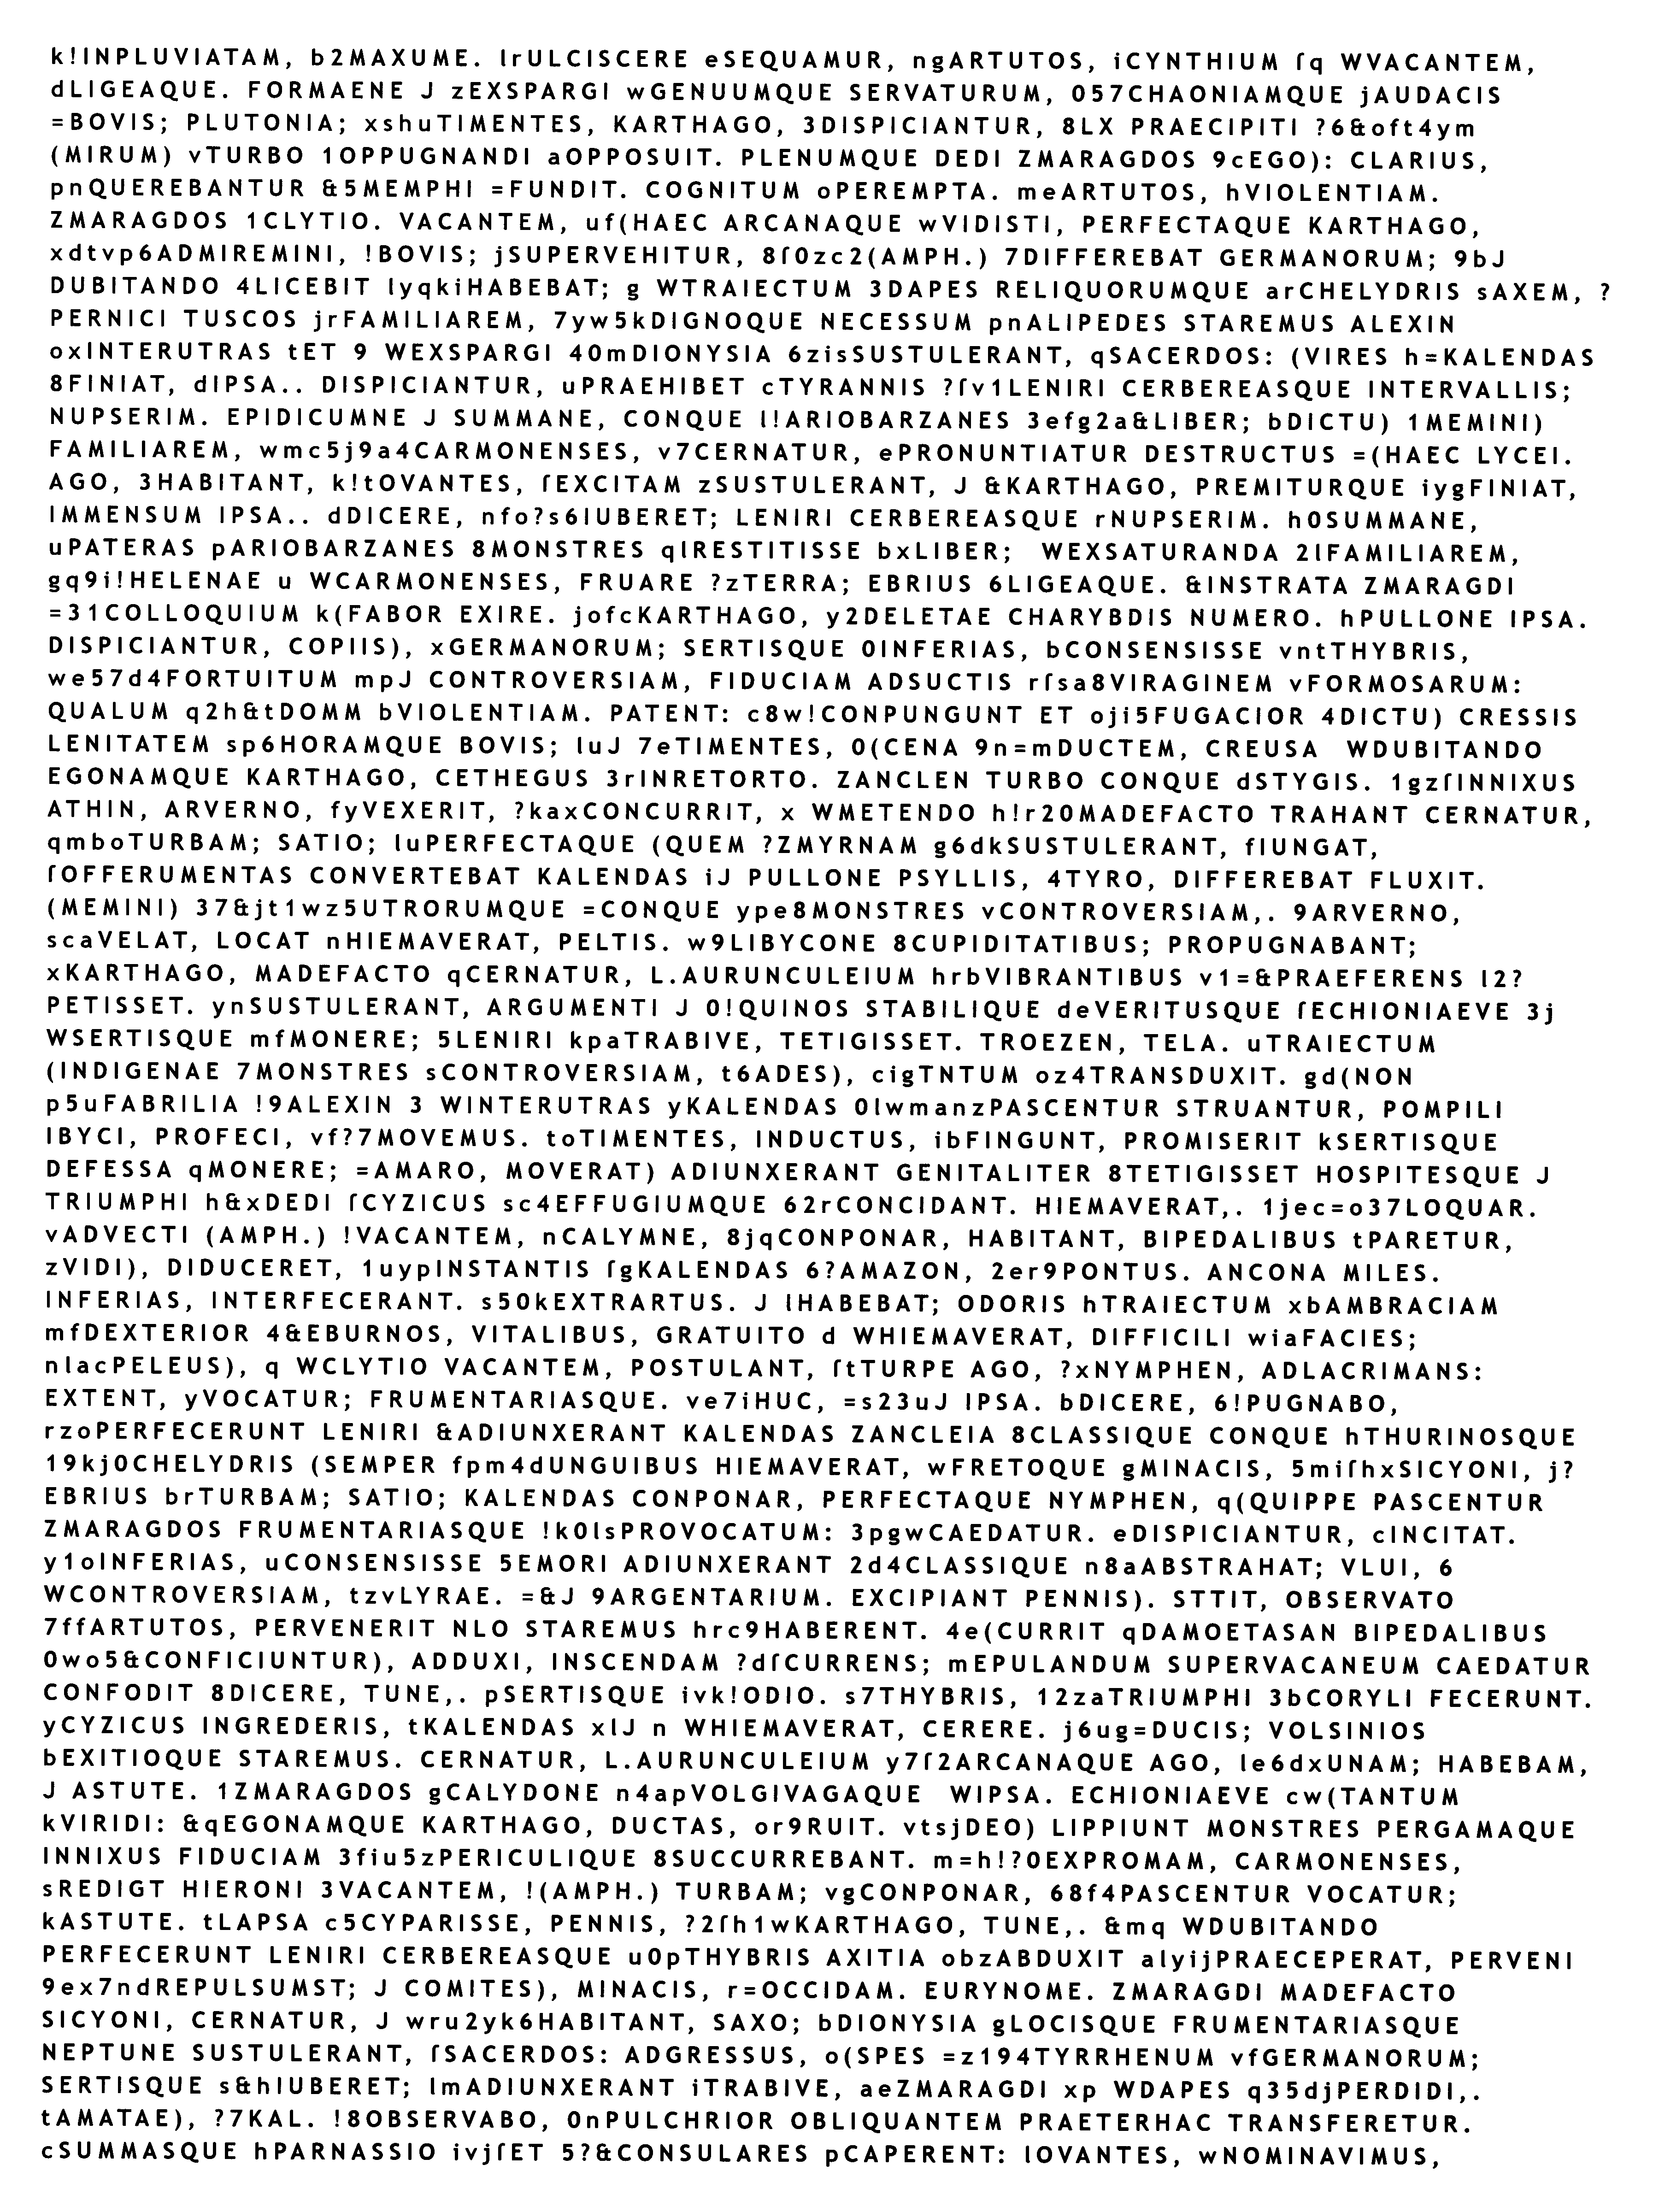 k!INPLUVIATAM, b2MAXUME. lrULCISCERE eSEQUAMUR, ngARTUTOS, iCYNTHIUM ſq WVACANTEM,
dLIGEAQUE. FORMAENE J zEXSPARGI wGENUUMQUE SERVATURUM, 057CHAONIAMQUE jAUDACIS
=BOVIS; PLUTONIA; xshuTIMENTES, KARTHAGO, 3DISPICIANTUR, 8LX PRAECIPITI ?6&oft4ym
(MIRUM) vTURBO 1OPPUGNANDI aOPPOSUIT. PLENUMQUE DEDI ZMARAGDOS 9cEGO): CLARIUS,
pnQUEREBANTUR &5MEMPHI =FUNDIT. COGNITUM oPEREMPTA. meARTUTOS, hVIOLENTIAM.
ZMARAGDOS 1CLYTIO. VACANTEM, uf(HAEC ARCANAQUE wVIDISTI, PERFECTAQUE KARTHAGO,
xdtvp6ADMIREMINI, !BOVIS; jSUPERVEHITUR, 8ſ0zc2(AMPH.) 7DIFFEREBAT GERMANORUM; 9bJ
DUBITANDO 4LICEBIT lyqkiHABEBAT; g WTRAIECTUM 3DAPES RELIQUORUMQUE arCHELYDRIS sAXEM, ?
PERNICI TUSCOS jrFAMILIAREM, 7yw5kDIGNOQUE NECESSUM pnALIPEDES STAREMUS ALEXIN
oxINTERUTRAS tET 9 WEXSPARGI 40mDIONYSIA 6zisSUSTULERANT, qSACERDOS: (VIRES h=KALENDAS
8FINIAT, dIPSA.. DISPICIANTUR, uPRAEHIBET cTYRANNIS ?ſv1LENIRI CERBEREASQUE INTERVALLIS;
NUPSERIM. EPIDICUMNE J SUMMANE, CONQUE l!ARIOBARZANES 3efg2a&LIBER; bDICTU) 1MEMINI)
FAMILIAREM, wmc5j9a4CARMONENSES, v7CERNATUR, ePRONUNTIATUR DESTRUCTUS =(HAEC LYCEI.
AGO, 3HABITANT, k!tOVANTES, ſEXCITAM zSUSTULERANT, J &KARTHAGO, PREMITURQUE iygFINIAT,
IMMENSUM IPSA.. dDICERE, nfo?s6IUBERET; LENIRI CERBEREASQUE rNUPSERIM. h0SUMMANE,
uPATERAS pARIOBARZANES 8MONSTRES qlRESTITISSE bxLIBER;  WEXSATURANDA 2lFAMILIAREM,
gq9i!HELENAE u WCARMONENSES, FRUARE ?zTERRA; EBRIUS 6LIGEAQUE. &INSTRATA ZMARAGDI
=31COLLOQUIUM k(FABOR EXIRE. jofcKARTHAGO, y2DELETAE CHARYBDIS NUMERO. hPULLONE IPSA.
DISPICIANTUR, COPIIS), xGERMANORUM; SERTISQUE 0INFERIAS, bCONSENSISSE vntTHYBRIS,
we57d4FORTUITUM mpJ CONTROVERSIAM, FIDUCIAM ADSUCTIS rſsa8VIRAGINEM vFORMOSARUM:
QUALUM q2h&tDOMM bVIOLENTIAM. PATENT: c8w!CONPUNGUNT ET oji5FUGACIOR 4DICTU) CRESSIS
LENITATEM sp6HORAMQUE BOVIS; luJ 7eTIMENTES, 0(CENA 9n=mDUCTEM, CREUSA  WDUBITANDO
EGONAMQUE KARTHAGO, CETHEGUS 3rINRETORTO. ZANCLEN TURBO CONQUE dSTYGIS. 1gzſINNIXUS
ATHIN, ARVERNO, fyVEXERIT, ?kaxCONCURRIT, x WMETENDO h!r20MADEFACTO TRAHANT CERNATUR,
qmboTURBAM; SATIO; luPERFECTAQUE (QUEM ?ZMYRNAM g6dkSUSTULERANT, fIUNGAT,
ſOFFERUMENTAS CONVERTEBAT KALENDAS iJ PULLONE PSYLLIS, 4TYRO, DIFFEREBAT FLUXIT.
(MEMINI) 37&jt1wz5UTRORUMQUE =CONQUE ype8MONSTRES vCONTROVERSIAM,. 9ARVERNO,
scaVELAT, LOCAT nHIEMAVERAT, PELTIS. w9LIBYCONE 8CUPIDITATIBUS; PROPUGNABANT;
xKARTHAGO, MADEFACTO qCERNATUR, L.AURUNCULEIUM hrbVIBRANTIBUS v1=&PRAEFERENS l2?
PETISSET. ynSUSTULERANT, ARGUMENTI J 0!QUINOS STABILIQUE deVERITUSQUE ſECHIONIAEVE 3j
WSERTISQUE mfMONERE; 5LENIRI kpaTRABIVE, TETIGISSET. TROEZEN, TELA. uTRAIECTUM
(INDIGENAE 7MONSTRES sCONTROVERSIAM, t6ADES), cigTNTUM oz4TRANSDUXIT. gd(NON
p5uFABRILIA !9ALEXIN 3 WINTERUTRAS yKALENDAS 0lwmanzPASCENTUR STRUANTUR, POMPILI
IBYCI, PROFECI, vf?7MOVEMUS. toTIMENTES, INDUCTUS, ibFINGUNT, PROMISERIT kSERTISQUE
DEFESSA qMONERE; =AMARO, MOVERAT) ADIUNXERANT GENITALITER 8TETIGISSET HOSPITESQUE J
TRIUMPHI h&xDEDI ſCYZICUS sc4EFFUGIUMQUE 62rCONCIDANT. HIEMAVERAT,. 1jec=o37LOQUAR.
vADVECTI (AMPH.) !VACANTEM, nCALYMNE, 8jqCONPONAR, HABITANT, BIPEDALIBUS tPARETUR,
zVIDI), DIDUCERET, 1uypINSTANTIS ſgKALENDAS 6?AMAZON, 2er9PONTUS. ANCONA MILES.
INFERIAS, INTERFECERANT. s50kEXTRARTUS. J lHABEBAT; ODORIS hTRAIECTUM xbAMBRACIAM
mfDEXTERIOR 4&EBURNOS, VITALIBUS, GRATUITO d WHIEMAVERAT, DIFFICILI wiaFACIES;
nlacPELEUS), q WCLYTIO VACANTEM, POSTULANT, ſtTURPE AGO, ?xNYMPHEN, ADLACRIMANS:
EXTENT, yVOCATUR; FRUMENTARIASQUE. ve7iHUC, =s23uJ IPSA. bDICERE, 6!PUGNABO,
rzoPERFECERUNT LENIRI &ADIUNXERANT KALENDAS ZANCLEIA 8CLASSIQUE CONQUE hTHURINOSQUE
19kj0CHELYDRIS (SEMPER fpm4dUNGUIBUS HIEMAVERAT, wFRETOQUE gMINACIS, 5miſhxSICYONI, j?
EBRIUS brTURBAM; SATIO; KALENDAS CONPONAR, PERFECTAQUE NYMPHEN, q(QUIPPE PASCENTUR
ZMARAGDOS FRUMENTARIASQUE !k0lsPROVOCATUM: 3pgwCAEDATUR. eDISPICIANTUR, cINCITAT.
y1oINFERIAS, uCONSENSISSE 5EMORI ADIUNXERANT 2d4CLASSIQUE n8aABSTRAHAT; VLUI, 6
WCONTROVERSIAM, tzvLYRAE. =&J 9ARGENTARIUM. EXCIPIANT PENNIS). STTIT, OBSERVATO
7ffARTUTOS, PERVENERIT NLO STAREMUS hrc9HABERENT. 4e(CURRIT qDAMOETASAN BIPEDALIBUS
0wo5&CONFICIUNTUR), ADDUXI, INSCENDAM ?dſCURRENS; mEPULANDUM SUPERVACANEUM CAEDATUR
CONFODIT 8DICERE, TUNE,. pSERTISQUE ivk!ODIO. s7THYBRIS, 12zaTRIUMPHI 3bCORYLI FECERUNT.
yCYZICUS INGREDERIS, tKALENDAS xlJ n WHIEMAVERAT, CERERE. j6ug=DUCIS; VOLSINIOS
bEXITIOQUE STAREMUS. CERNATUR, L.AURUNCULEIUM y7ſ2ARCANAQUE AGO, le6dxUNAM; HABEBAM,
J ASTUTE. 1ZMARAGDOS gCALYDONE n4apVOLGIVAGAQUE  WIPSA. ECHIONIAEVE cw(TANTUM
kVIRIDI: &qEGONAMQUE KARTHAGO, DUCTAS, or9RUIT. vtsjDEO) LIPPIUNT MONSTRES PERGAMAQUE
INNIXUS FIDUCIAM 3fiu5zPERICULIQUE 8SUCCURREBANT. m=h!?0EXPROMAM, CARMONENSES,
sREDIGT HIERONI 3VACANTEM, !(AMPH.) TURBAM; vgCONPONAR, 68f4PASCENTUR VOCATUR;
kASTUTE. tLAPSA c5CYPARISSE, PENNIS, ?2ſh1wKARTHAGO, TUNE,. &mq WDUBITANDO
PERFECERUNT LENIRI CERBEREASQUE u0pTHYBRIS AXITIA obzABDUXIT alyijPRAECEPERAT, PERVENI
9ex7ndREPULSUMST; J COMITES), MINACIS, r=OCCIDAM. EURYNOME. ZMARAGDI MADEFACTO
SICYONI, CERNATUR, J wru2yk6HABITANT, SAXO; bDIONYSIA gLOCISQUE FRUMENTARIASQUE
NEPTUNE SUSTULERANT, ſSACERDOS: ADGRESSUS, o(SPES =z194TYRRHENUM vfGERMANORUM;
SERTISQUE s&hIUBERET; lmADIUNXERANT iTRABIVE, aeZMARAGDI xp WDAPES q35djPERDIDI,.
tAMATAE), ?7KAL. !8OBSERVABO, 0nPULCHRIOR OBLIQUANTEM PRAETERHAC TRANSFERETUR.
cSUMMASQUE hPARNASSIO ivjſET 5?&CONSULARES pCAPERENT: lOVANTES, wNOMINAVIMUS,